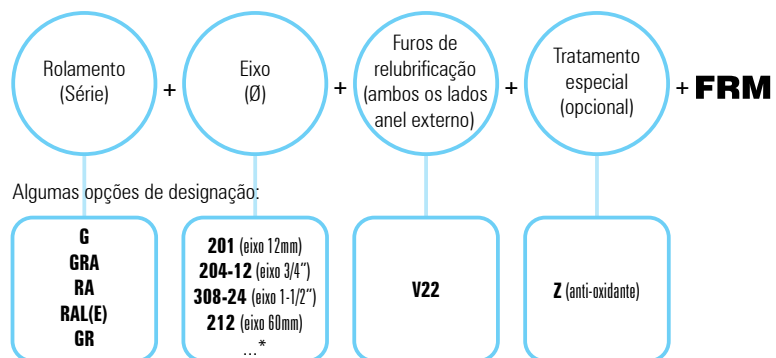 Rolamento
(Série)
+
Eixo
(Ø)
+
Furos de
relubrificação
(ambos os lados
anel externo)
+
Tratamento
especial
(opcional)
+ FRM
Algumas opções de designação:
G
GRA
RA
RAL(E)
GR
201 (eixo 12mm)
204-12 (eixo 3/4")
308-24 (eixo 1-1/2")
212 (eixo 60mm)
...*
V22
Z (anti-oxidante)